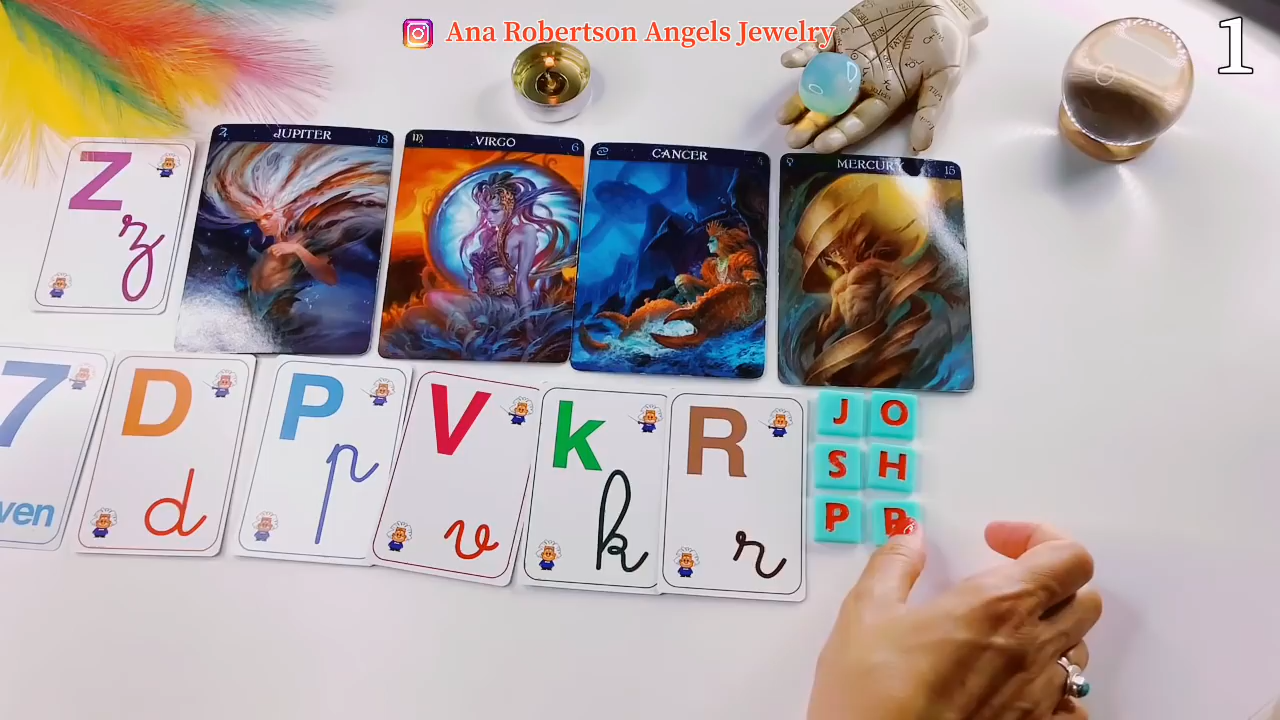 Ana Robertson Angels Jewelry
1
Z
z
JUPITER 18
VIRGO 6
CANCER
MERCURY 15
7
ven
D
d
P
p
V
v
k
k
R
r
J O
S H
P